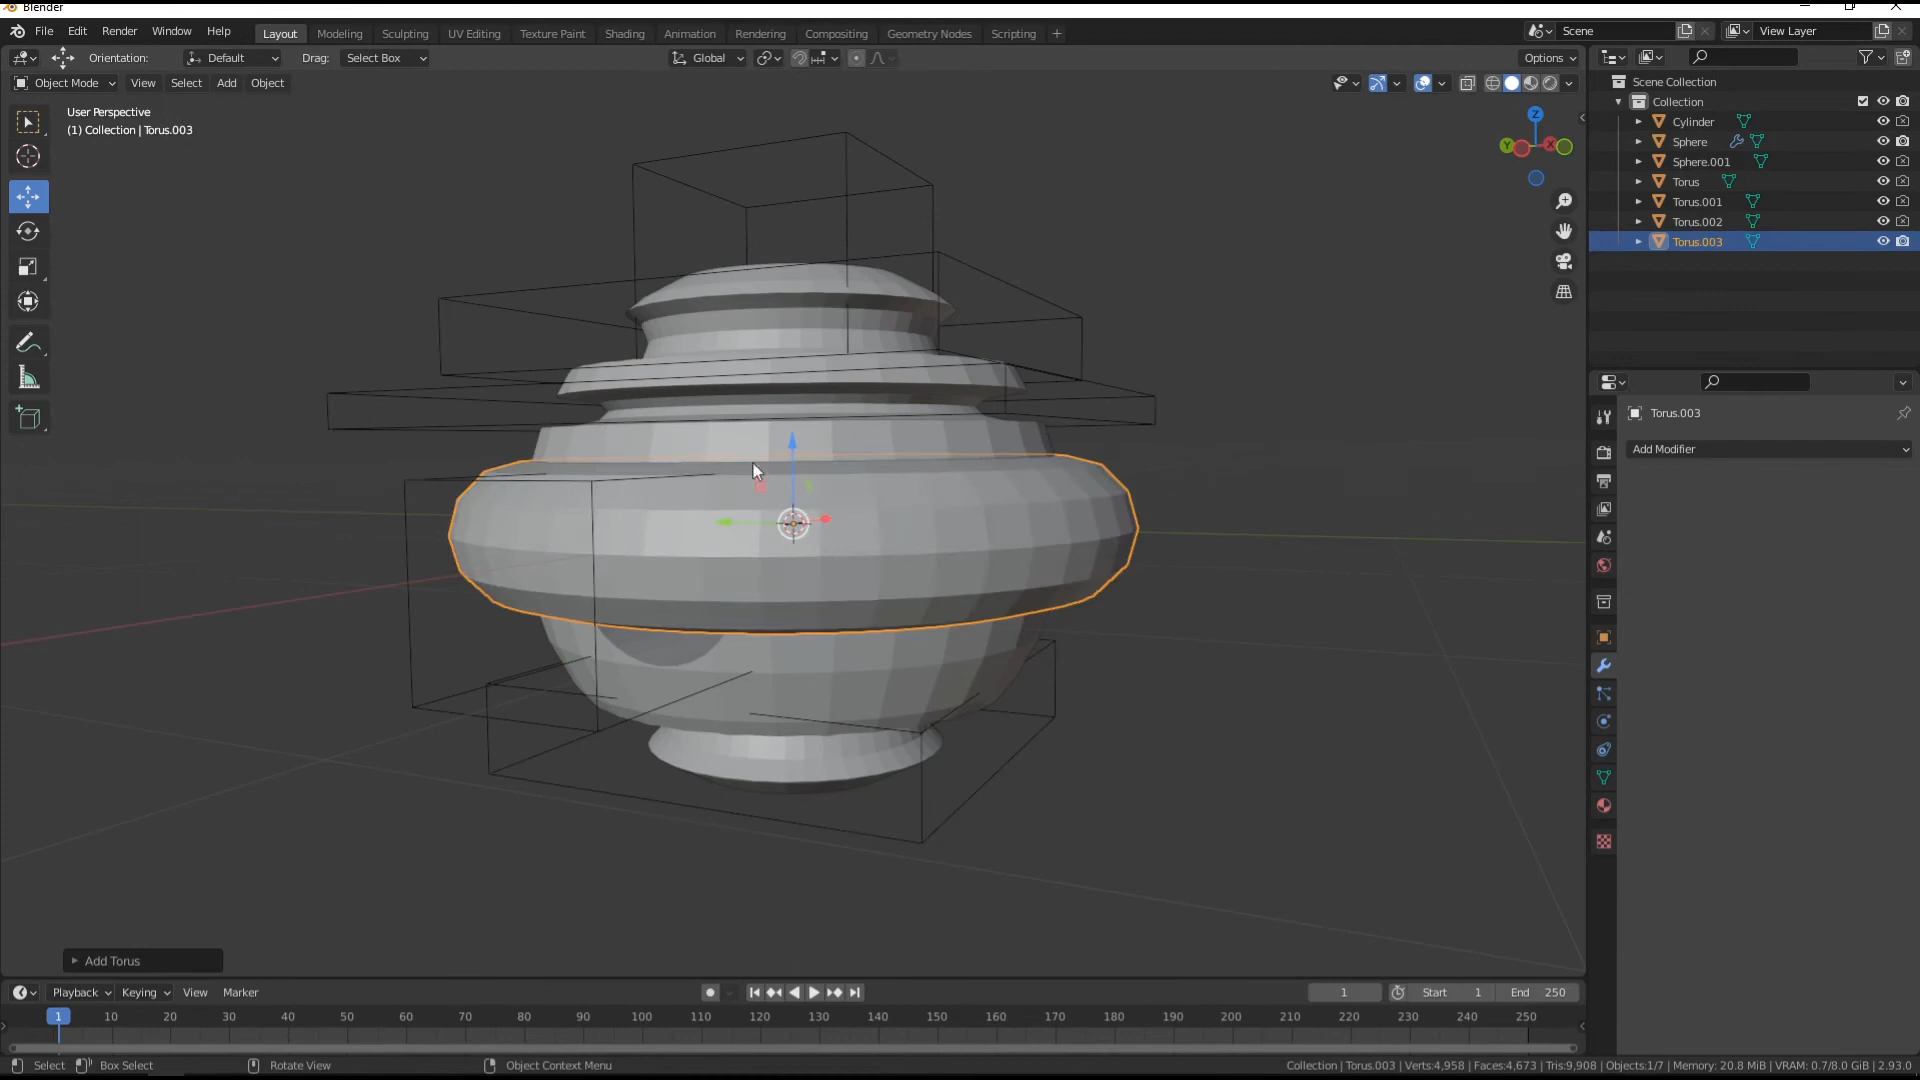 Blender
File Edit Render Window Help Layout Modeling Sculpting UV Editing Texture Paint Shading Animation Rendering Compositing Geometry Nodes Scripting + Scene View Layer
Orientation: Default Drag: Select Box Global Options
Object Mode View Select Add Object
User Perspective
(1) Collection | Torus.003
Z
Y
X
Scene Collection
Collection
Cylinder
Sphere
Sphere.001
Torus
Torus.001
Torus.002
Torus.003
Torus.003
Add Modifier
Add Torus
Playback Keying View Marker 1 Start 1 End 250
1 10 20 30 40 50 60 70 80 90 100 110 120 130 140 150 160 170 180 190 200 210 220 230 240 250
Select Box Select Rotate View Object Context Menu Collection | Torus.003 | Verts:4,958 | Faces:4,673 | Tris:9,908 | Objects:1/7 | Memory: 20.8 MiB | VRAM: 0.7/8.0 GiB | 2.93.0